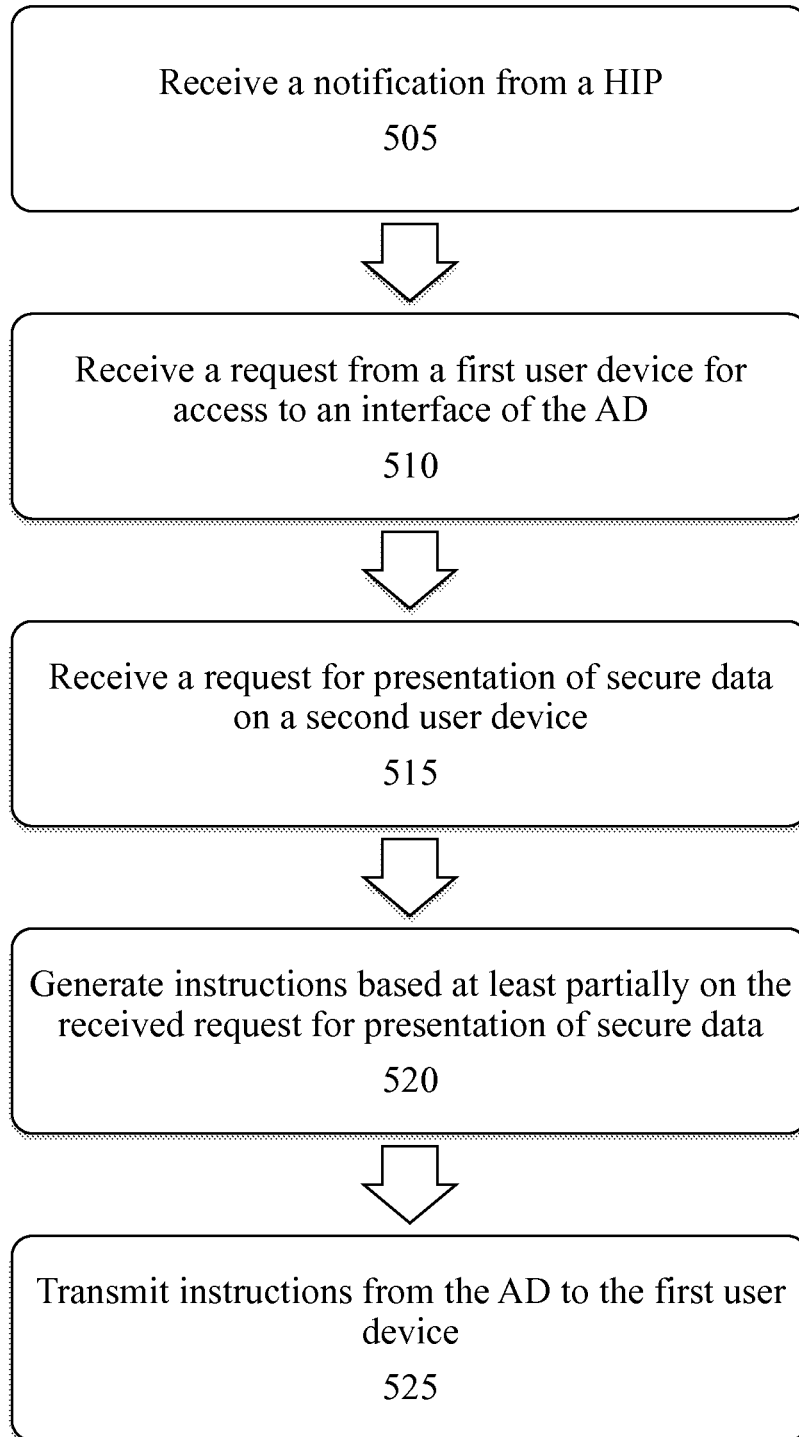 Receive a notification from a HIP
505
Receive a request from a first user device for
access to an interface of the AD
510
Receive a request for presentation of secure data
on a second user device
515
Generate instructions based at least partially on the
received request for presentation of secure data
520
Transmit instructions from the AD to the first user
device
525